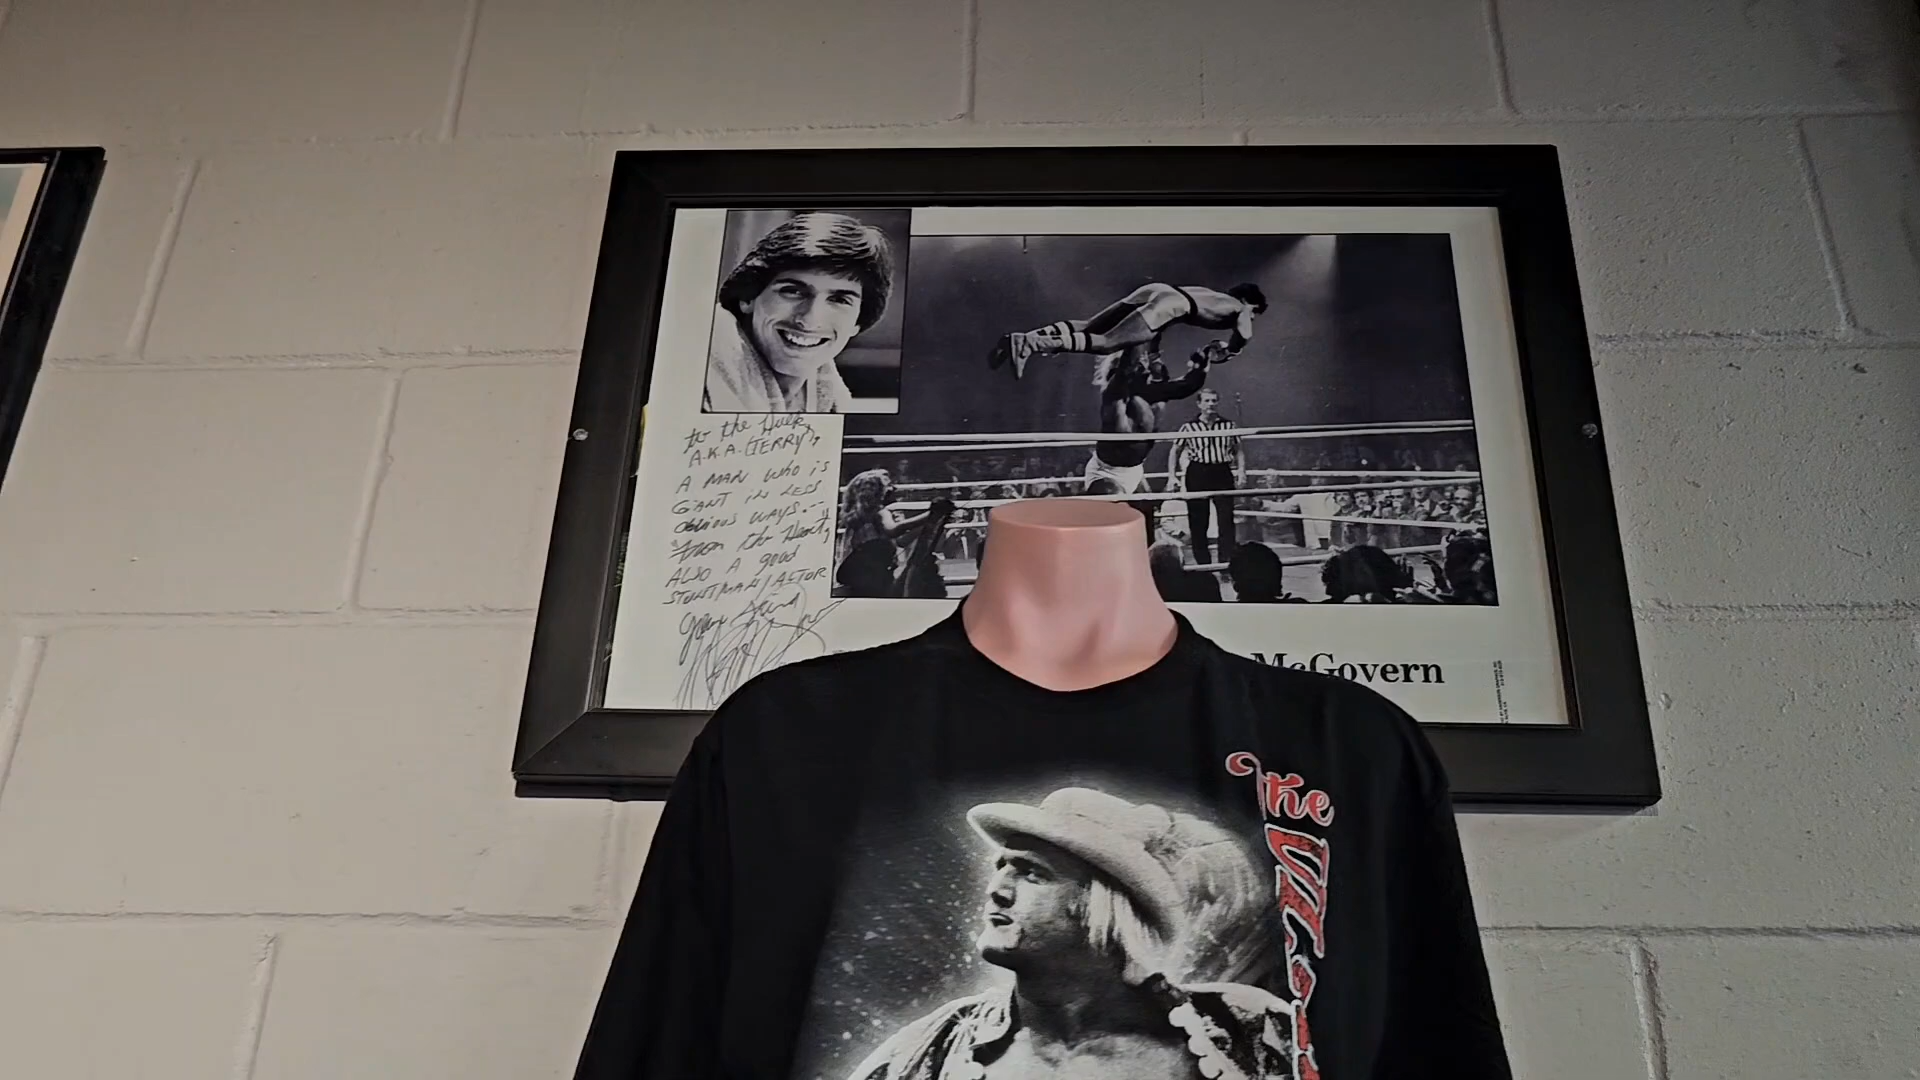 to the Hulk,
A.K.A. (TERRY),
A MAN WHO is
GiANT iN LESS
Obvious WAYS...
"From the Heart",
ALSO A good
STUNTMAN/ACTOR
McGovern
The